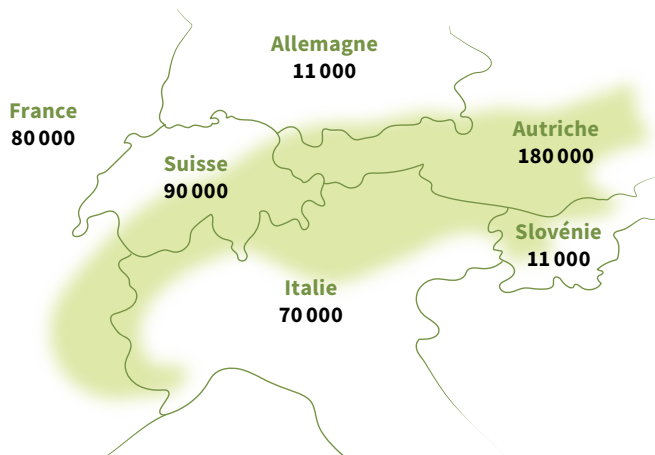 Allemagne
11 000
France
80 000
Autriche
180 000
Suisse
90 000
Slovénie
11 000
Italie
70 000